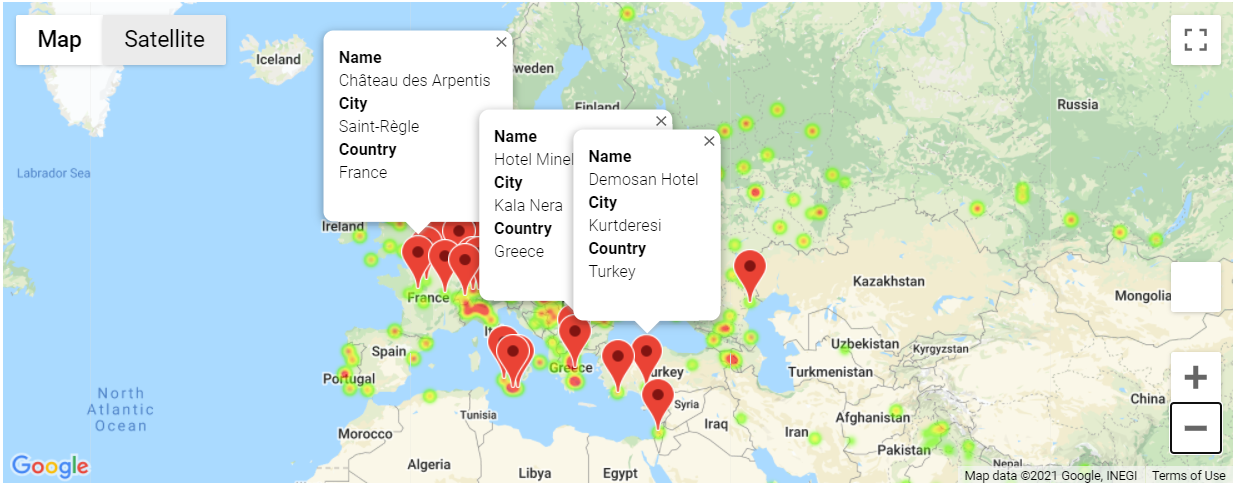 Map
Satellite
Iceland
Sweden
Finland
Russia
Labrador Sea
Name
Château des Arpentis
City
Saint-Règle
Country
France
Name
Hotel Minel
City
Kala Nera
Country
Greece
Name
Demosan Hotel
City
Kurtderesi
Country
Turkey
Ireland
France
Kazakhstan
Mongolia
Spain
Portugal
Greece
Turkey
Uzbekistan
Kyrgyzstan
Turkmenistan
North
Atlantic
Ocean
Tunisia
Syria
China
Morocco
Iraq
Iran
Afghanistan
Pakistan
Algeria
Libya
Egypt
Nepal
Google
Map data ©2021 Google, INEGI
Terms of Use